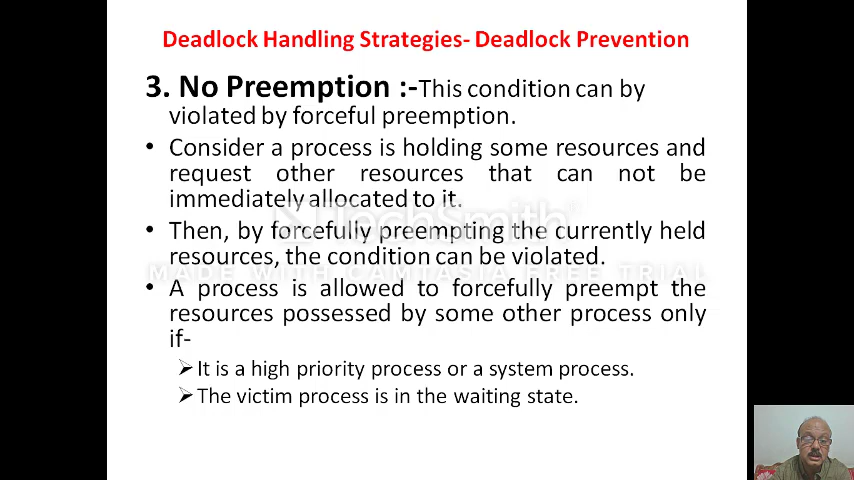 Deadlock Handling Strategies- Deadlock Prevention
3. No Preemption :-This condition can by
violated by forceful preemption.
• Consider a process is holding some resources and
request other resources that can not be
immediately allocated to it.
• Then, by forcefully preempting the currently held
resources, the condition can be violated.
• A process is allowed to forcefully preempt the
resources possessed by some other process only
if-
➢It is a high priority process or a system process.
➢The victim process is in the waiting state.
TechSmith
MADE WITH CAMTASIA FREE TRIAL